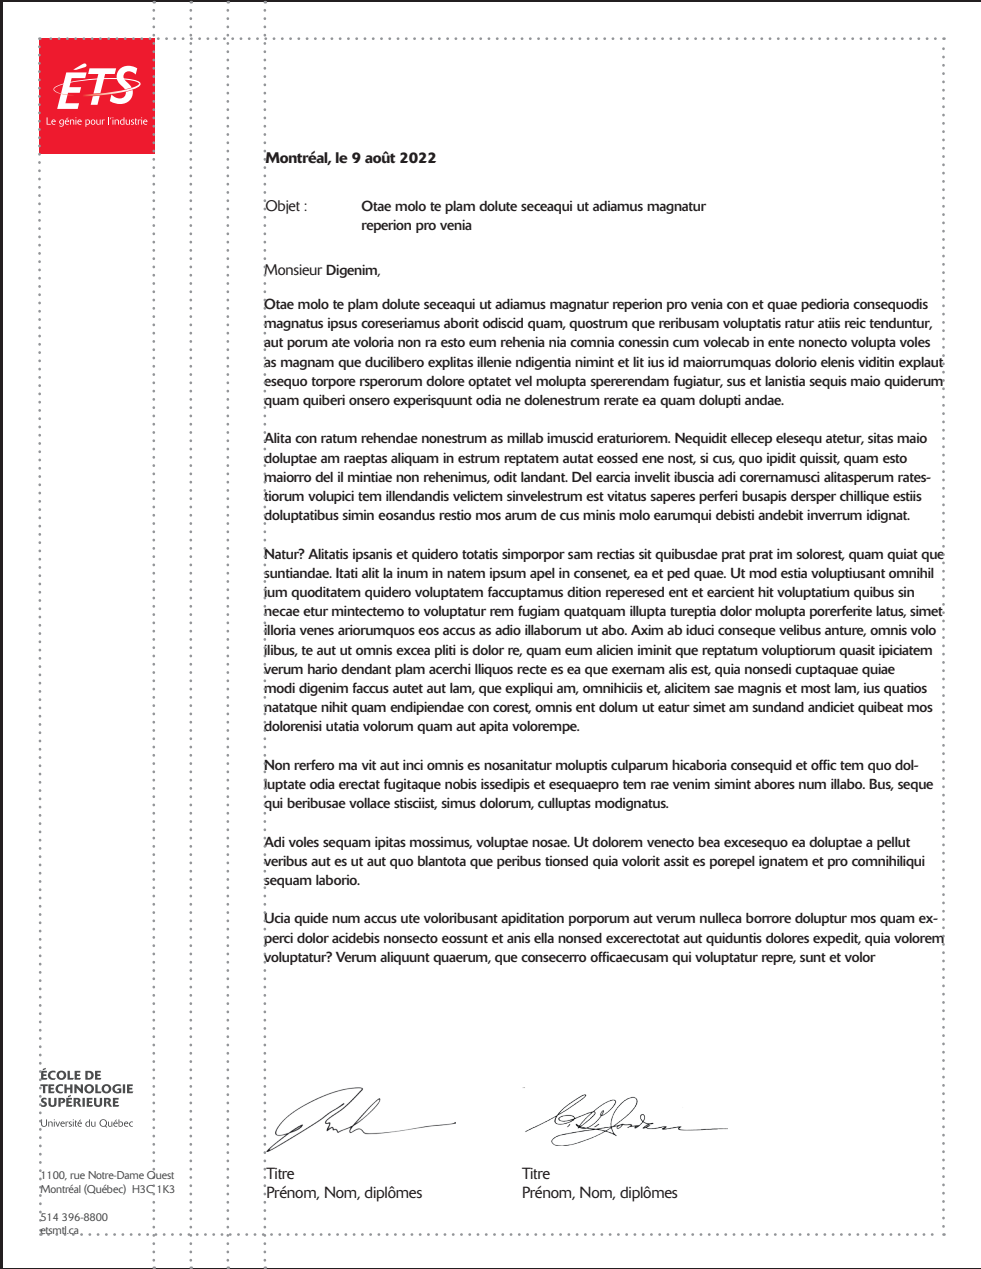 ÉTS
Le génie pour l'industrie
Montréal, le 9 août 2022
Objet : Otae molo te plam dolute seceaqui ut adiamus magnatur
reperion pro venia
Monsieur Digenim,
Otae molo te plam dolute seceaqui ut adiamus magnatur reperion pro venia con et quae pedioria consequodis
magnatus ipsus coreseriamus aborit odiscid quam, quostrum que reribusam voluptatis ratur atiis reic tenduntur,
aut porum ate voloria non ra esto eum rehenia nia comnia conessin cum volecab in ente nonecto volupta voles
as magnam que ducilibero explitas illenie ndigentia nimint et lit ius id maiorrumquas dolorio elenis viditin explaut
esequo torpore rsperorum dolore optatet vel molupta spererendam fugiatur, sus et lanistia sequis maio quiderum
quam quiberi onsero experisquunt odia ne dolenestrum rerate ea quam dolupti andae.
Alita con ratum rehendae nonestrum as millab imuscid eraturiorem. Nequidit ellecep elesequ atetur, sitas maio
doluptae am raeptas aliquam in estrum reptatem autat eossed ene nost, si cus, quo ipidit quissit, quam esto
maiorro del il mintiae non rehenimus, odit landant. Del earcia invelit ibuscia adi corernamusci alitasperum rates-
tiorum volupici tem illendandis velictem sinvelestrum est vitatus saperes perferi busapis dersper chillique estiis
doluptatibus simin eosandus restio mos arum de cus minis molo earumqui debisti andebit inverrum idignat.
Natur? Alitatis ipsanis et quidero totatis simporpor sam rectias sit quibusdae prat prat im solorest, quam quiat que
suntiandae. Itati alit la inum in natem ipsum apel in consenet, ea et ped quae. Ut mod estia voluptiusant omnihil
ium quoditatem quidero voluptatem faccuptamus dition reperesed ent et earcient hit voluptatium quibus sin
necae etur mintectemo to voluptatur rem fugiam quatquam illupta tureptia dolor molupta porerferite latus, simet
illoria venes ariorumquos eos accus as adio illaborum ut abo. Axim ab iduci conseque velibus anture, omnis volo
ilibus, te aut ut omnis excea pliti is dolor re, quam eum alicien iminit que reptatum voluptiorum quasit ipiciatem
verum hario dendant plam acerchi lliquos recte es ea que exemam alis est, quia nonsedi cuptaquae quiae
modi digenim faccus autet aut lam, que expliqui am, omnihiciis et, alicitem sae magnis et most lam, ius quatios
natatque nihit quam endipiendae con corest, omnis ent dolum ut eatur simet am sundand andiciet quibeat mos
dolorenisi utatia volorum quam aut apita volorempe.
Non rerfero ma vit aut inci omnis es nosanitatur moluptis culparum hicaboria consequid et offic tem quo dol-
luptate odia erectat fugitaque nobis issedipis et esequaepro tem rae venim simint abores num illabo. Bus, seque
qui beribusae vollace stisciist, simus dolorum, culluptas modignatus.
Adi voles sequam ipitas mossimus, voluptae nosae. Ut dolorem venecto bea excesequo ea doluptae a pellut
veribus aut es ut aut quo blantota que peribus tionsed quia volorit assit es porepel ignatem et pro comnihiliqui
sequam laborio.
Ucia quide num accus ute voloribusant apiditation porporum aut verum nulleca borrore doluptur mos quam ex-
perci dolor acidebis nonsecto eossunt et anis ella nonsed excerectotat aut quiduntis dolores expedit, quia volorem
voluptatur? Verum aliquunt quaerum, que consecerro officaecusam qui voluptatur repre, sunt et volor
ÉCOLE DE
TECHNOLOGIE
SUPÉRIEURE
Université du Québec
1100, rue Notre-Dame Ouest
Montréal (Québec) H3C 1K3
514 396-8800
etsmtl.ca
Titre
Prénom, Nom, diplômes
Titre
Prénom, Nom, diplômes